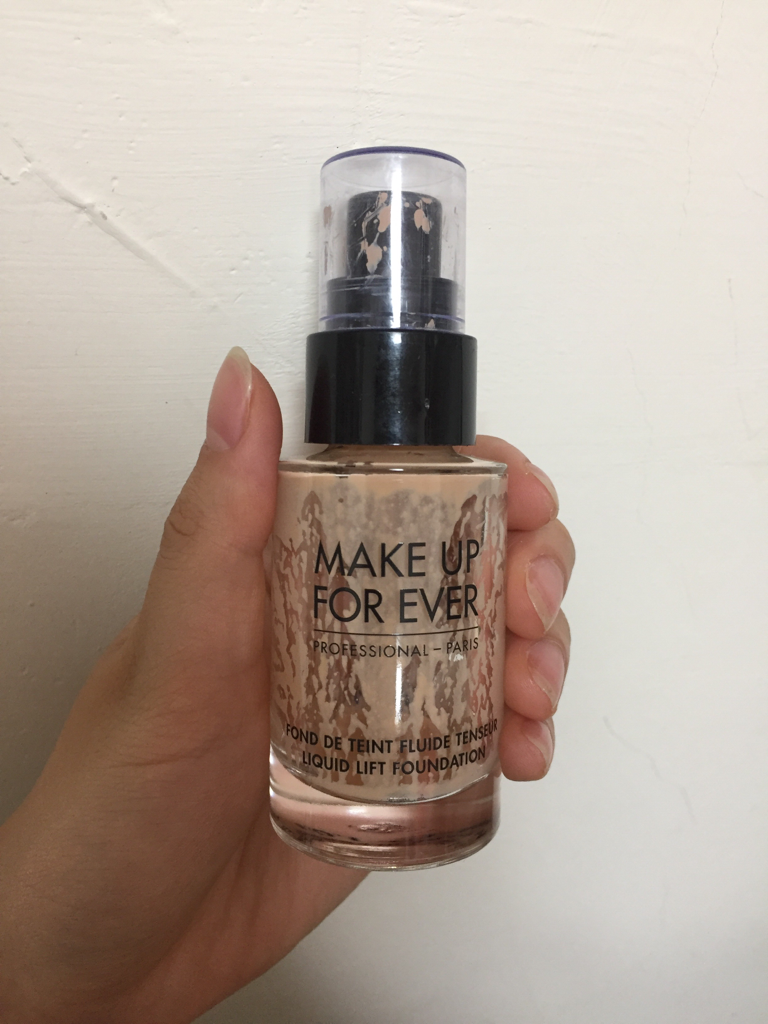 MAKE UP
FOR EVER
PROFESSIONAL – PARIS
FOND DE TEINT FLUIDE TENSEUR
LIQUID LIFT FOUNDATION